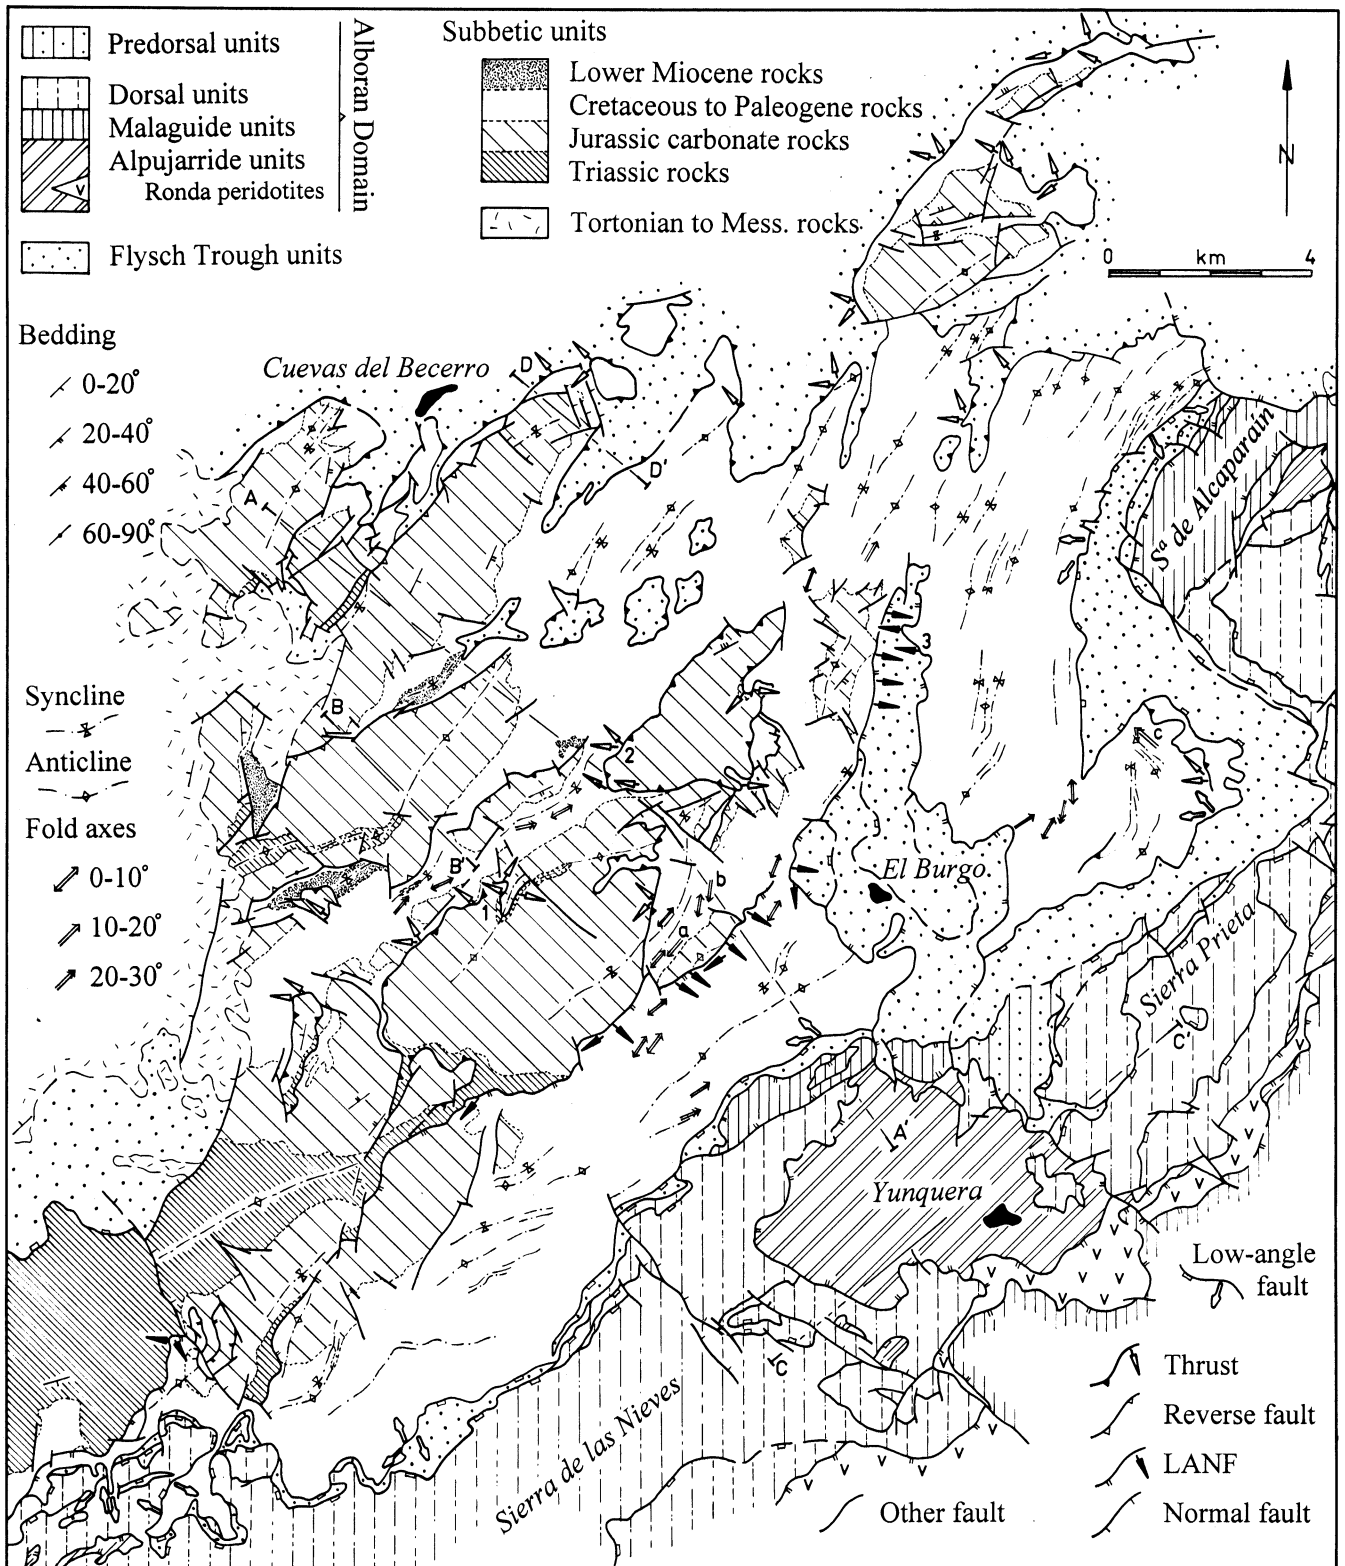 Predorsal units
Dorsal units
Malaguide units
Alpujarride units
Ronda peridotites
Alboran Domain
Flysch Trough units
Subbetic units
Lower Miocene rocks
Cretaceous to Paleogene rocks
Jurassic carbonate rocks
Triassic rocks
Tortonian to Mess. rocks
N
0 km 4
Bedding
0-20°
20-40°
40-60°
60-90°
Cuevas del Becerro
D
D'
A
Sª de Alcaparaín
3
Syncline
B
Anticline
2
c
Fold axes
0-10°
10-20°
20-30°
B'
1
b
a
El Burgo.
Sierra Prieta
C'
A'
Yunquera
C
Sierra de las Nieves
Low-angle
fault
Thrust
Reverse fault
LANF
Normal fault
Other fault